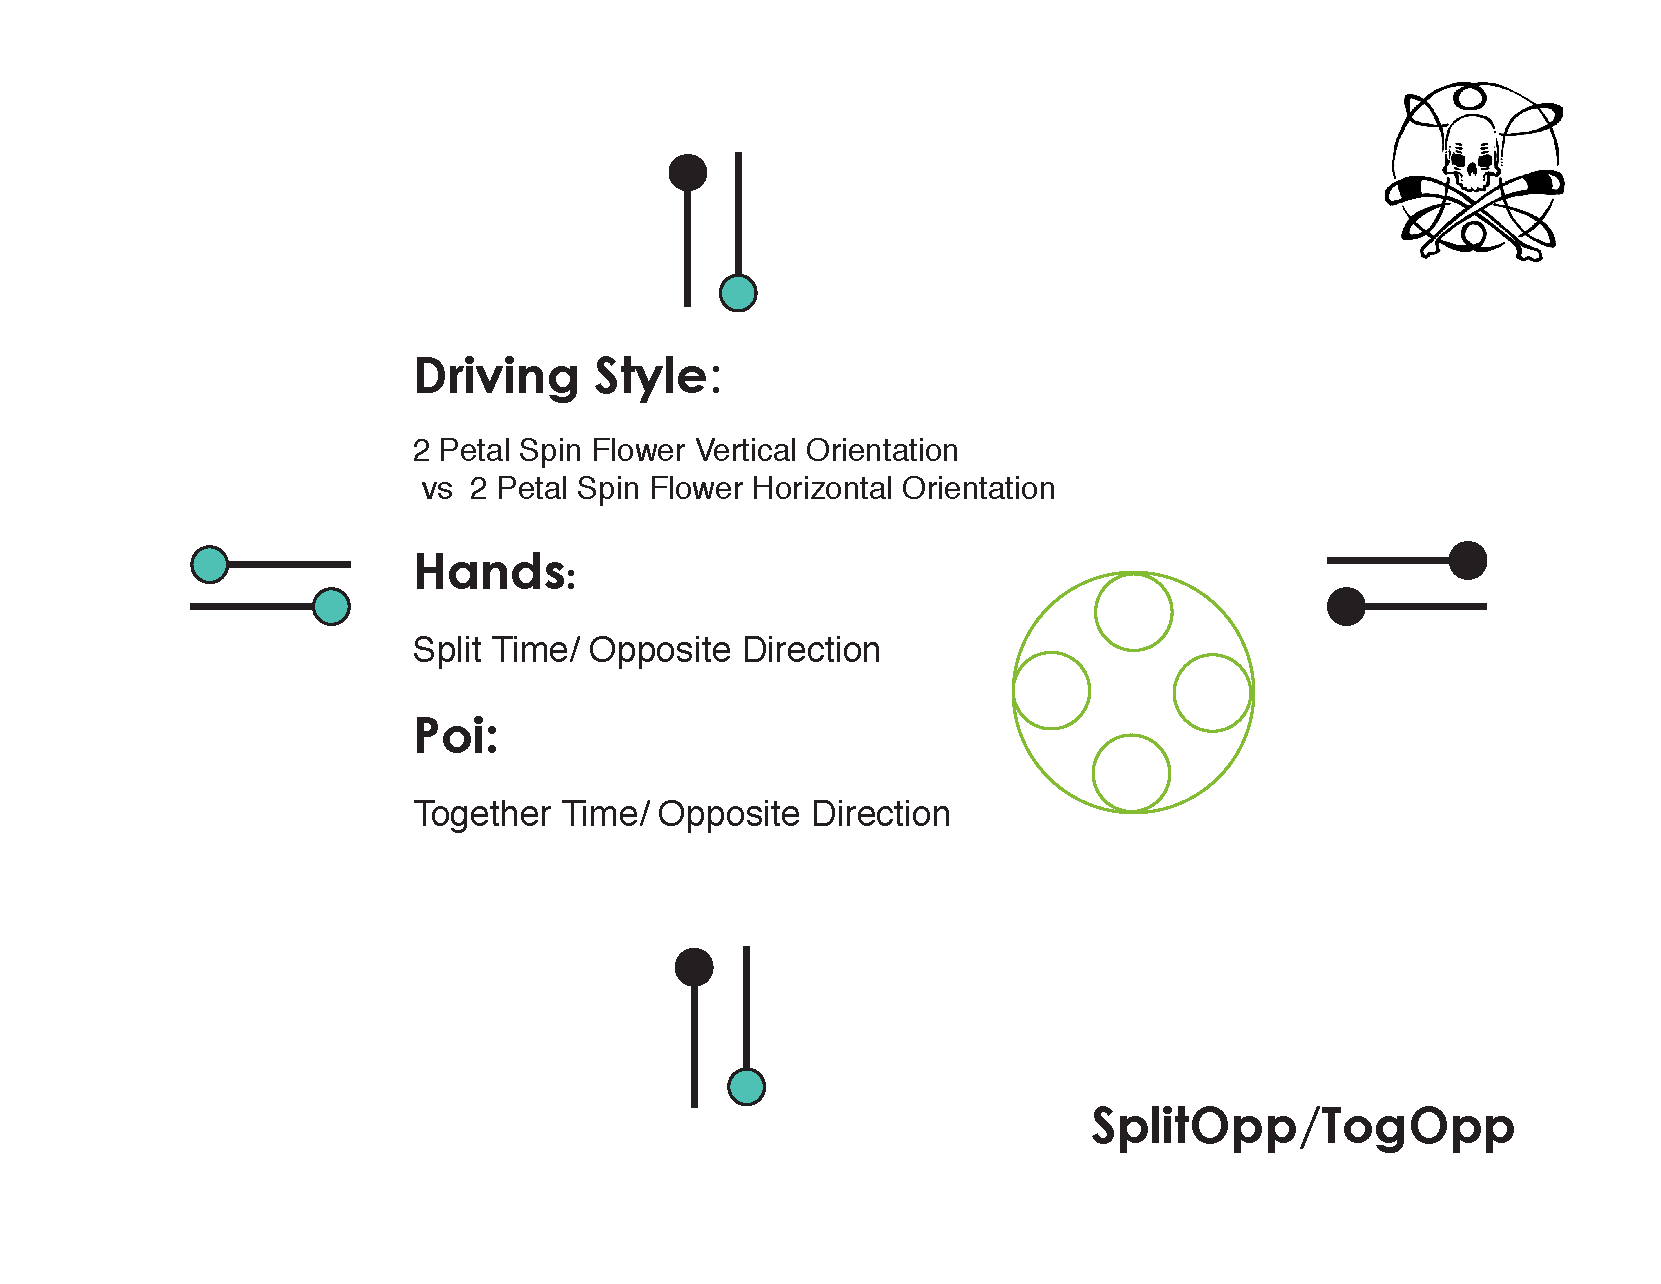 Driving Style:
2 Petal Spin Flower Vertical Orientation
vs 2 Petal Spin Flower Horizontal Orientation
Hands:
Split Time/ Opposite Direction
Poi:
Together Time/ Opposite Direction
SplitOpp/TogOpp